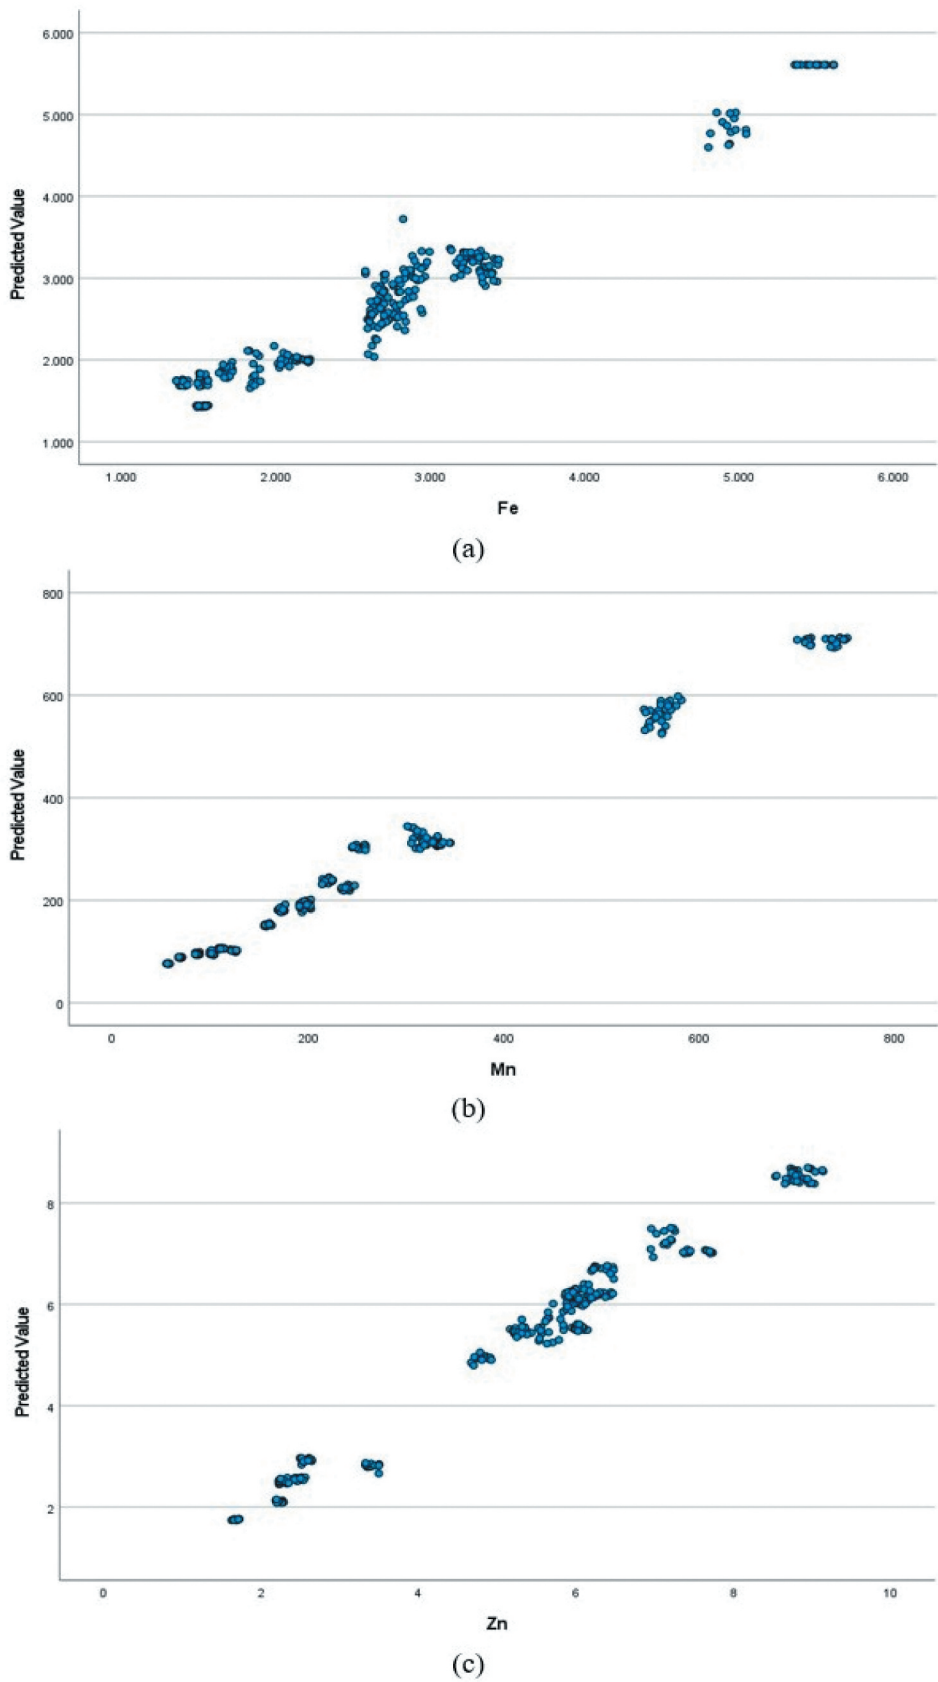 Predicted Value
6.000
5.000
4.000
3.000
2.000
1.000
1.000 2.000 3.000 4.000 5.000 6.000
Fe
(a)
Predicted Value
800
600
400
200
0
0 200 400 600 800
Mn
(b)
Predicted Value
8
6
4
2
0 2 4 6 8 10
Zn
(c)